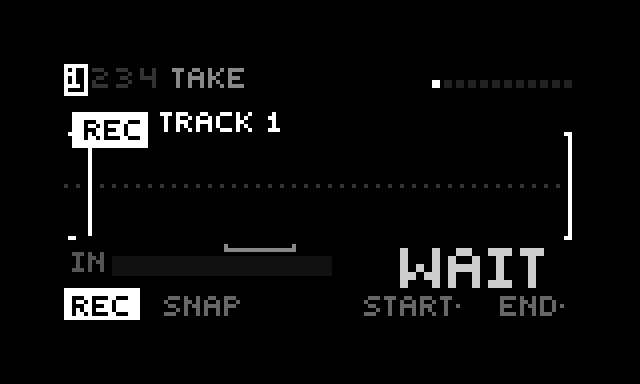 1234 TAKE
REC TRACK 1
IN WAIT
REC SNAP START· END·